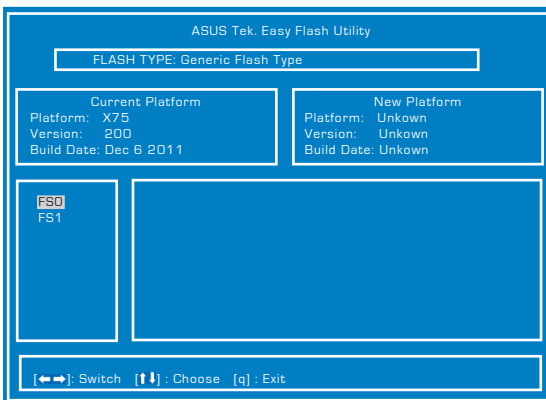 ASUS Tek. Easy Flash Utility
FLASH TYPE: Generic Flash Type
Current Platform
Platform: X75
Version: 200
Build Date: Dec 6 2011
New Platform
Platform: Unkown
Version: Unkown
Build Date: Unkown
FS0
FS1
[←→]: Switch [↑↓] : Choose [q] : Exit